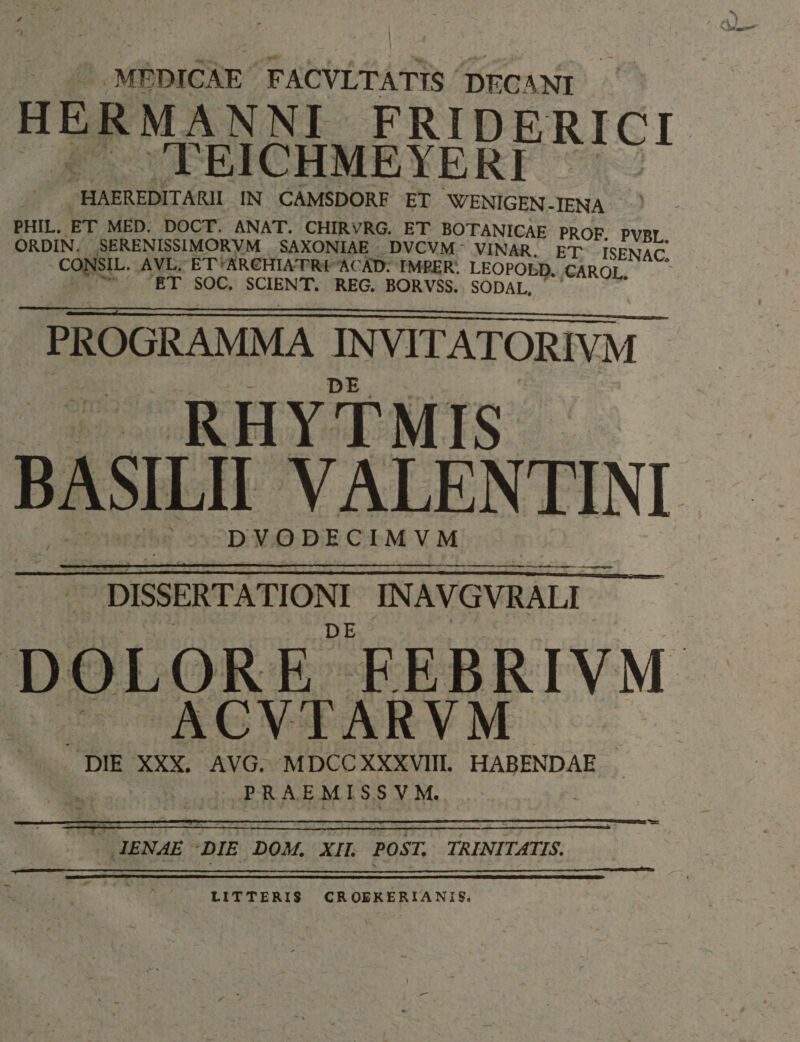 MEDICAE FACVLTATIS DECANI
HERMANNI FRIDERICI
TEICHMEYERI
HAEREDITARII IN CAMSDORF ET WENIGEN-IENA
PHIL. ET MED. DOCT. ANAT. CHIRVRG. ET BOTANICAE PROF. PVBL.
ORDIN. SERENISSIMORVM SAXONIAE DVCVM VINAR. ET ISENAC.
CONSIL. AVL. ET ARCHIATRI ACAD. IMPER. LEOPOLD. CAROL.
ET SOC. SCIENT. REG. BORVSS. SODAL.
PROGRAMMA INVITATORIVM
DE
RHYTMIS
BASILII VALENTINI
DVODECIMVM
DISSERTATIONI INAVGVRALI
DE
DOLORE FEBRIVM
ACVTARVM
DIE XXX. AVG. MDCCXXXVIII. HABENDAE
PRAEMISSVM.
IENAE DIE DOM. XII. POST. TRINITATIS.
LITTERIS CROEKERIANIS.